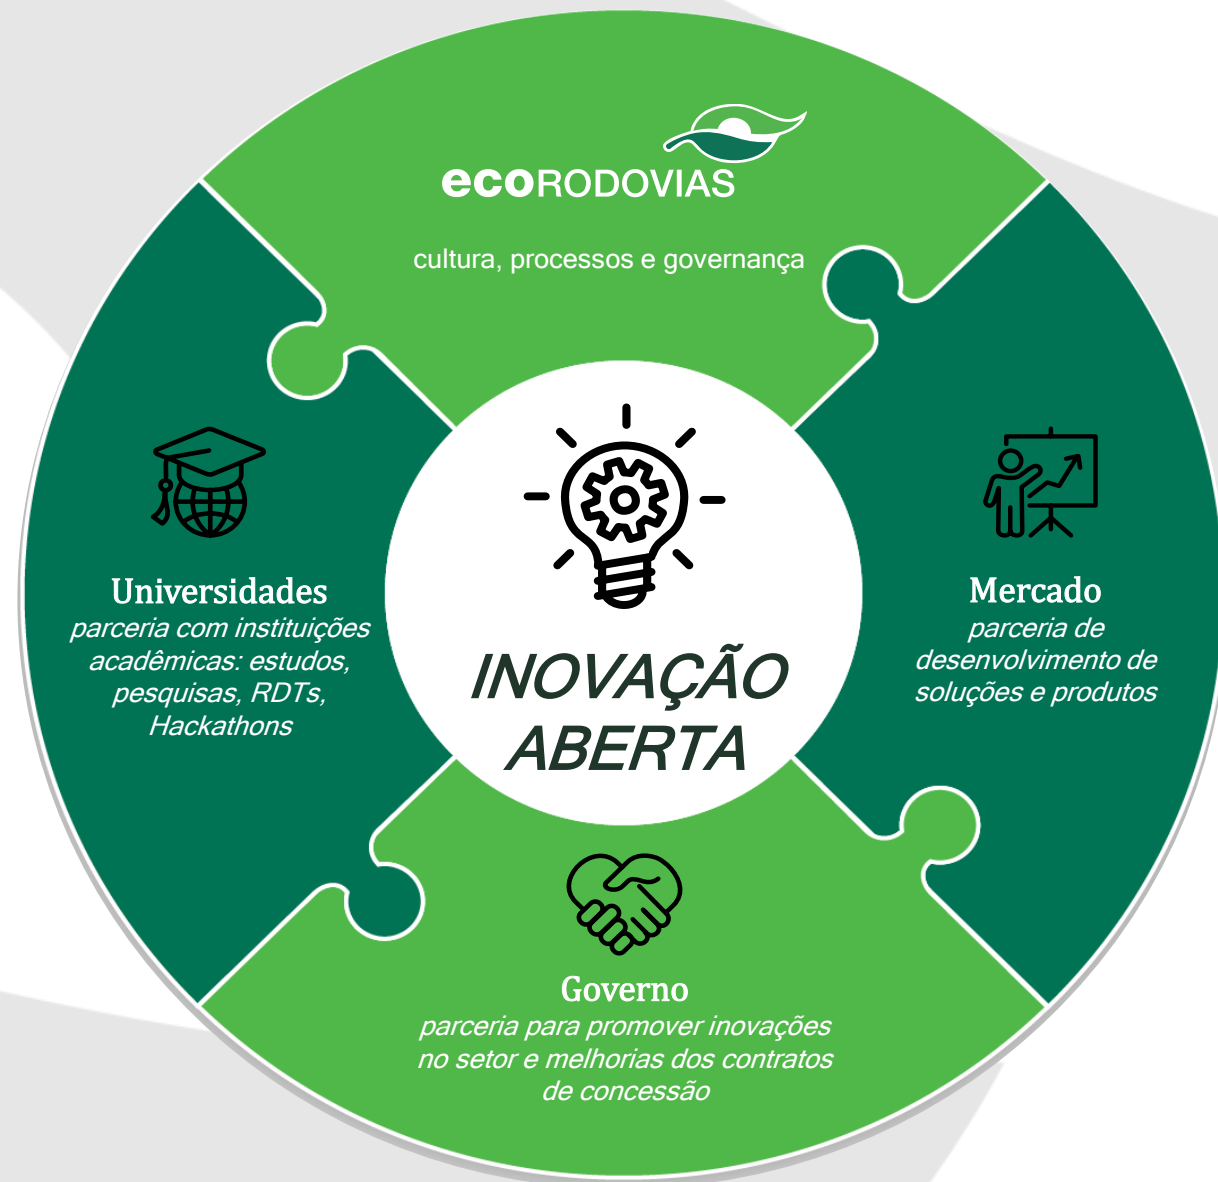 ecoRODOVIAS
cultura, processos e governança
Universidades
parceria com instituições
acadêmicas: estudos,
pesquisas, RDTs,
Hackathons
INOVAÇÃO
ABERTA
Mercado
parceria de
desenvolvimento de
soluções e produtos
Governo
parceria para promover inovações
no setor e melhorias dos contratos
de concessão